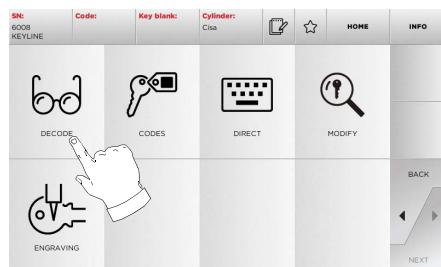 SN:
6008
KEYLINE
Code:
Key blank:
Cylinder:
Cisa
HOME
INFO
DECODE
CODES
DIRECT
MODIFY
BACK
ENGRAVING
NEXT